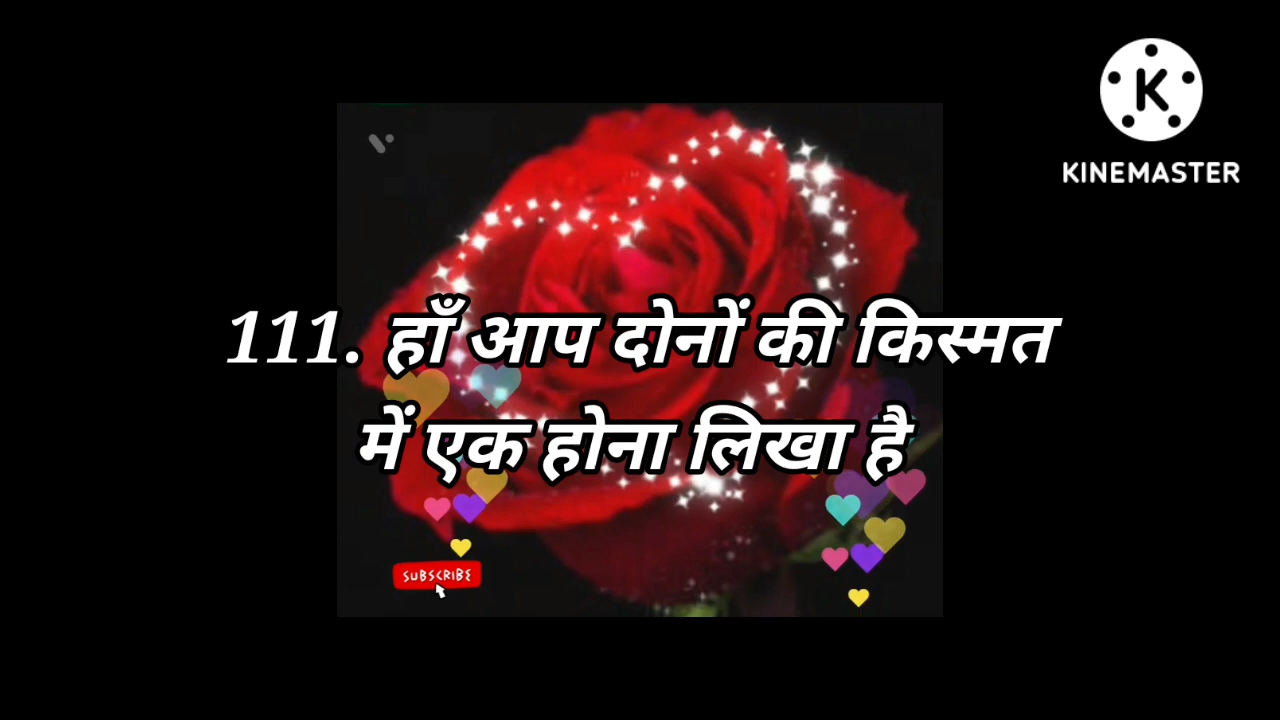 KINEMASTER
111. हाँ आप दोनों की किस्मत
में एक होना लिखा है
SUBSCRIBE